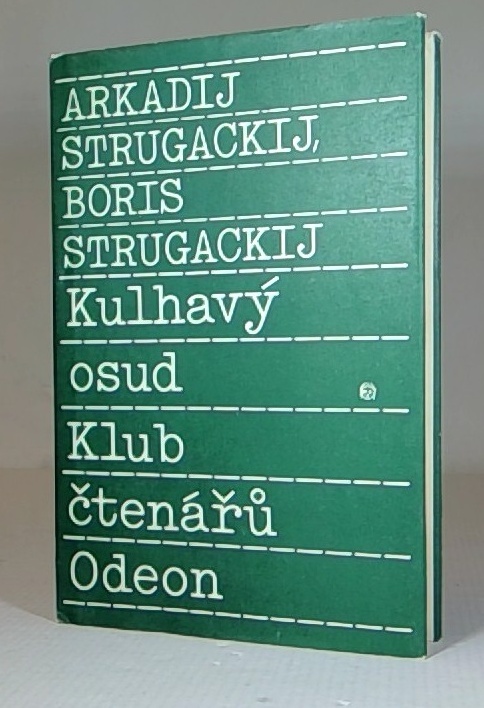 ARKADIJ
STRUGACKIJ,
BORIS
STRUGACKIJ
Kulhavý
osud
Klub
čtenářů
Odeon